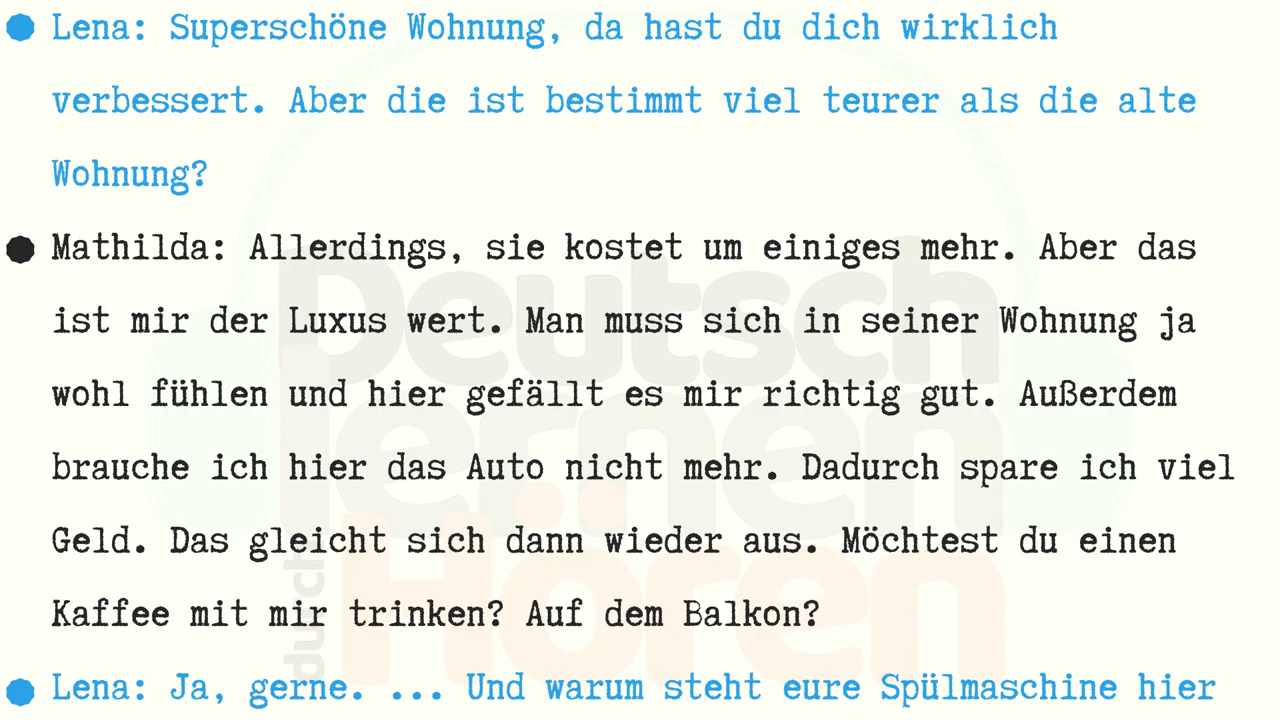 Lena: Superschöne Wohnung, da hast du dich wirklich
verbessert. Aber die ist bestimmt viel teurer als die alte
Wohnung?
Mathilda: Allerdings, sie kostet um einiges mehr. Aber das
ist mir der Luxus wert. Man muss sich in seiner Wohnung ja
wohl fühlen und hier gefällt es mir richtig gut. Außerdem
brauche ich hier das Auto nicht mehr. Dadurch spare ich viel
Geld. Das gleicht sich dann wieder aus. Möchtest du einen
Kaffee mit mir trinken? Auf dem Balkon?
Lena: Ja, gerne. ... Und warum steht eure Spülmaschine hier
Deutsch
lernen
Hören